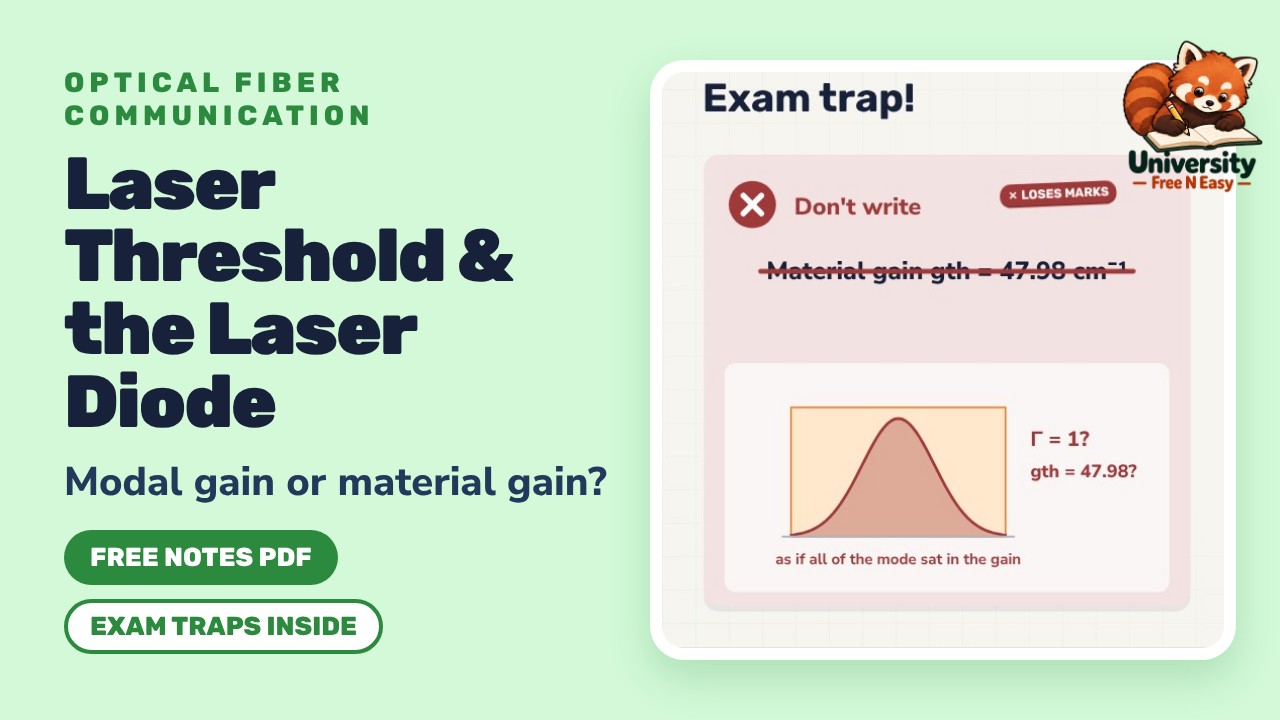 OPTICAL FIBER
COMMUNICATION
Laser
Threshold &
the Laser
Diode
Modal gain or material gain?
FREE NOTES PDF
EXAM TRAPS INSIDE
Exam trap!
Don't write
× LOSES MARKS
Material gain gth = 47.98 cm⁻¹
Γ = 1?
gth = 47.98?
as if all of the mode sat in the gain
University
Free N Easy